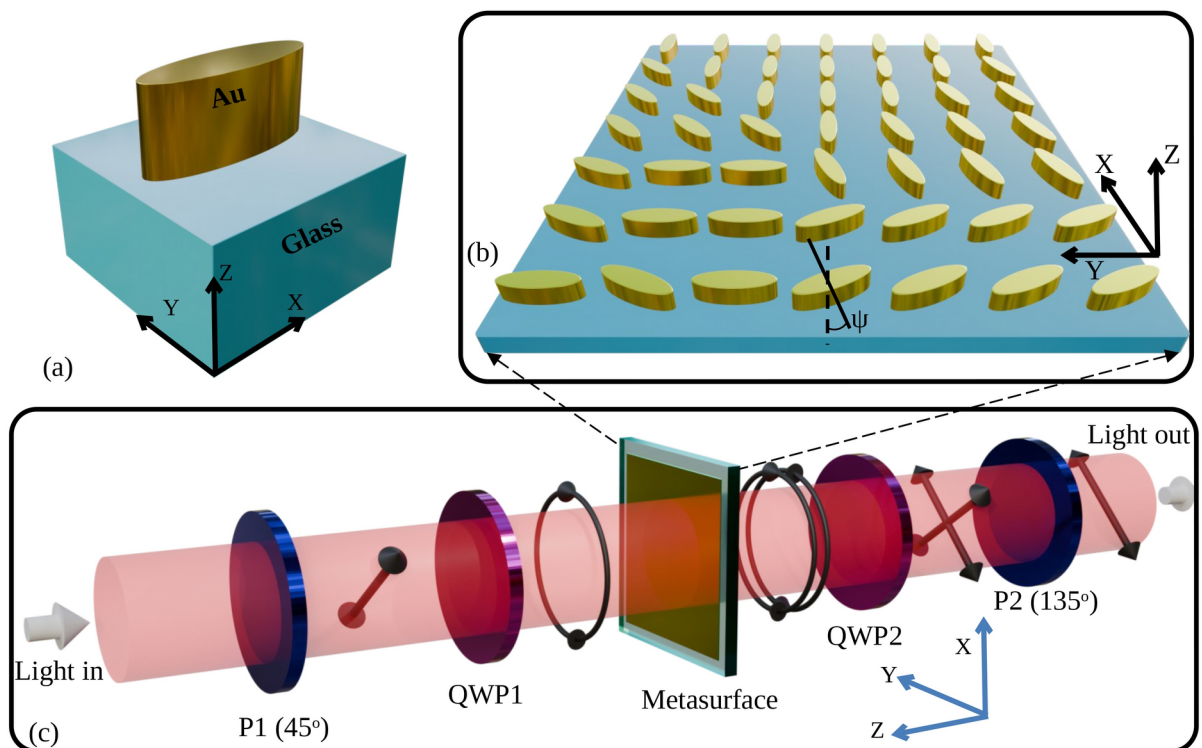 Au
Glass
Z
Y
X
(a)
X
Z
Y
(b)
ψ
Light out
Light in
P1 (45°)
QWP1
Metasurface
QWP2
P2 (135°)
X
Y
Z
(c)